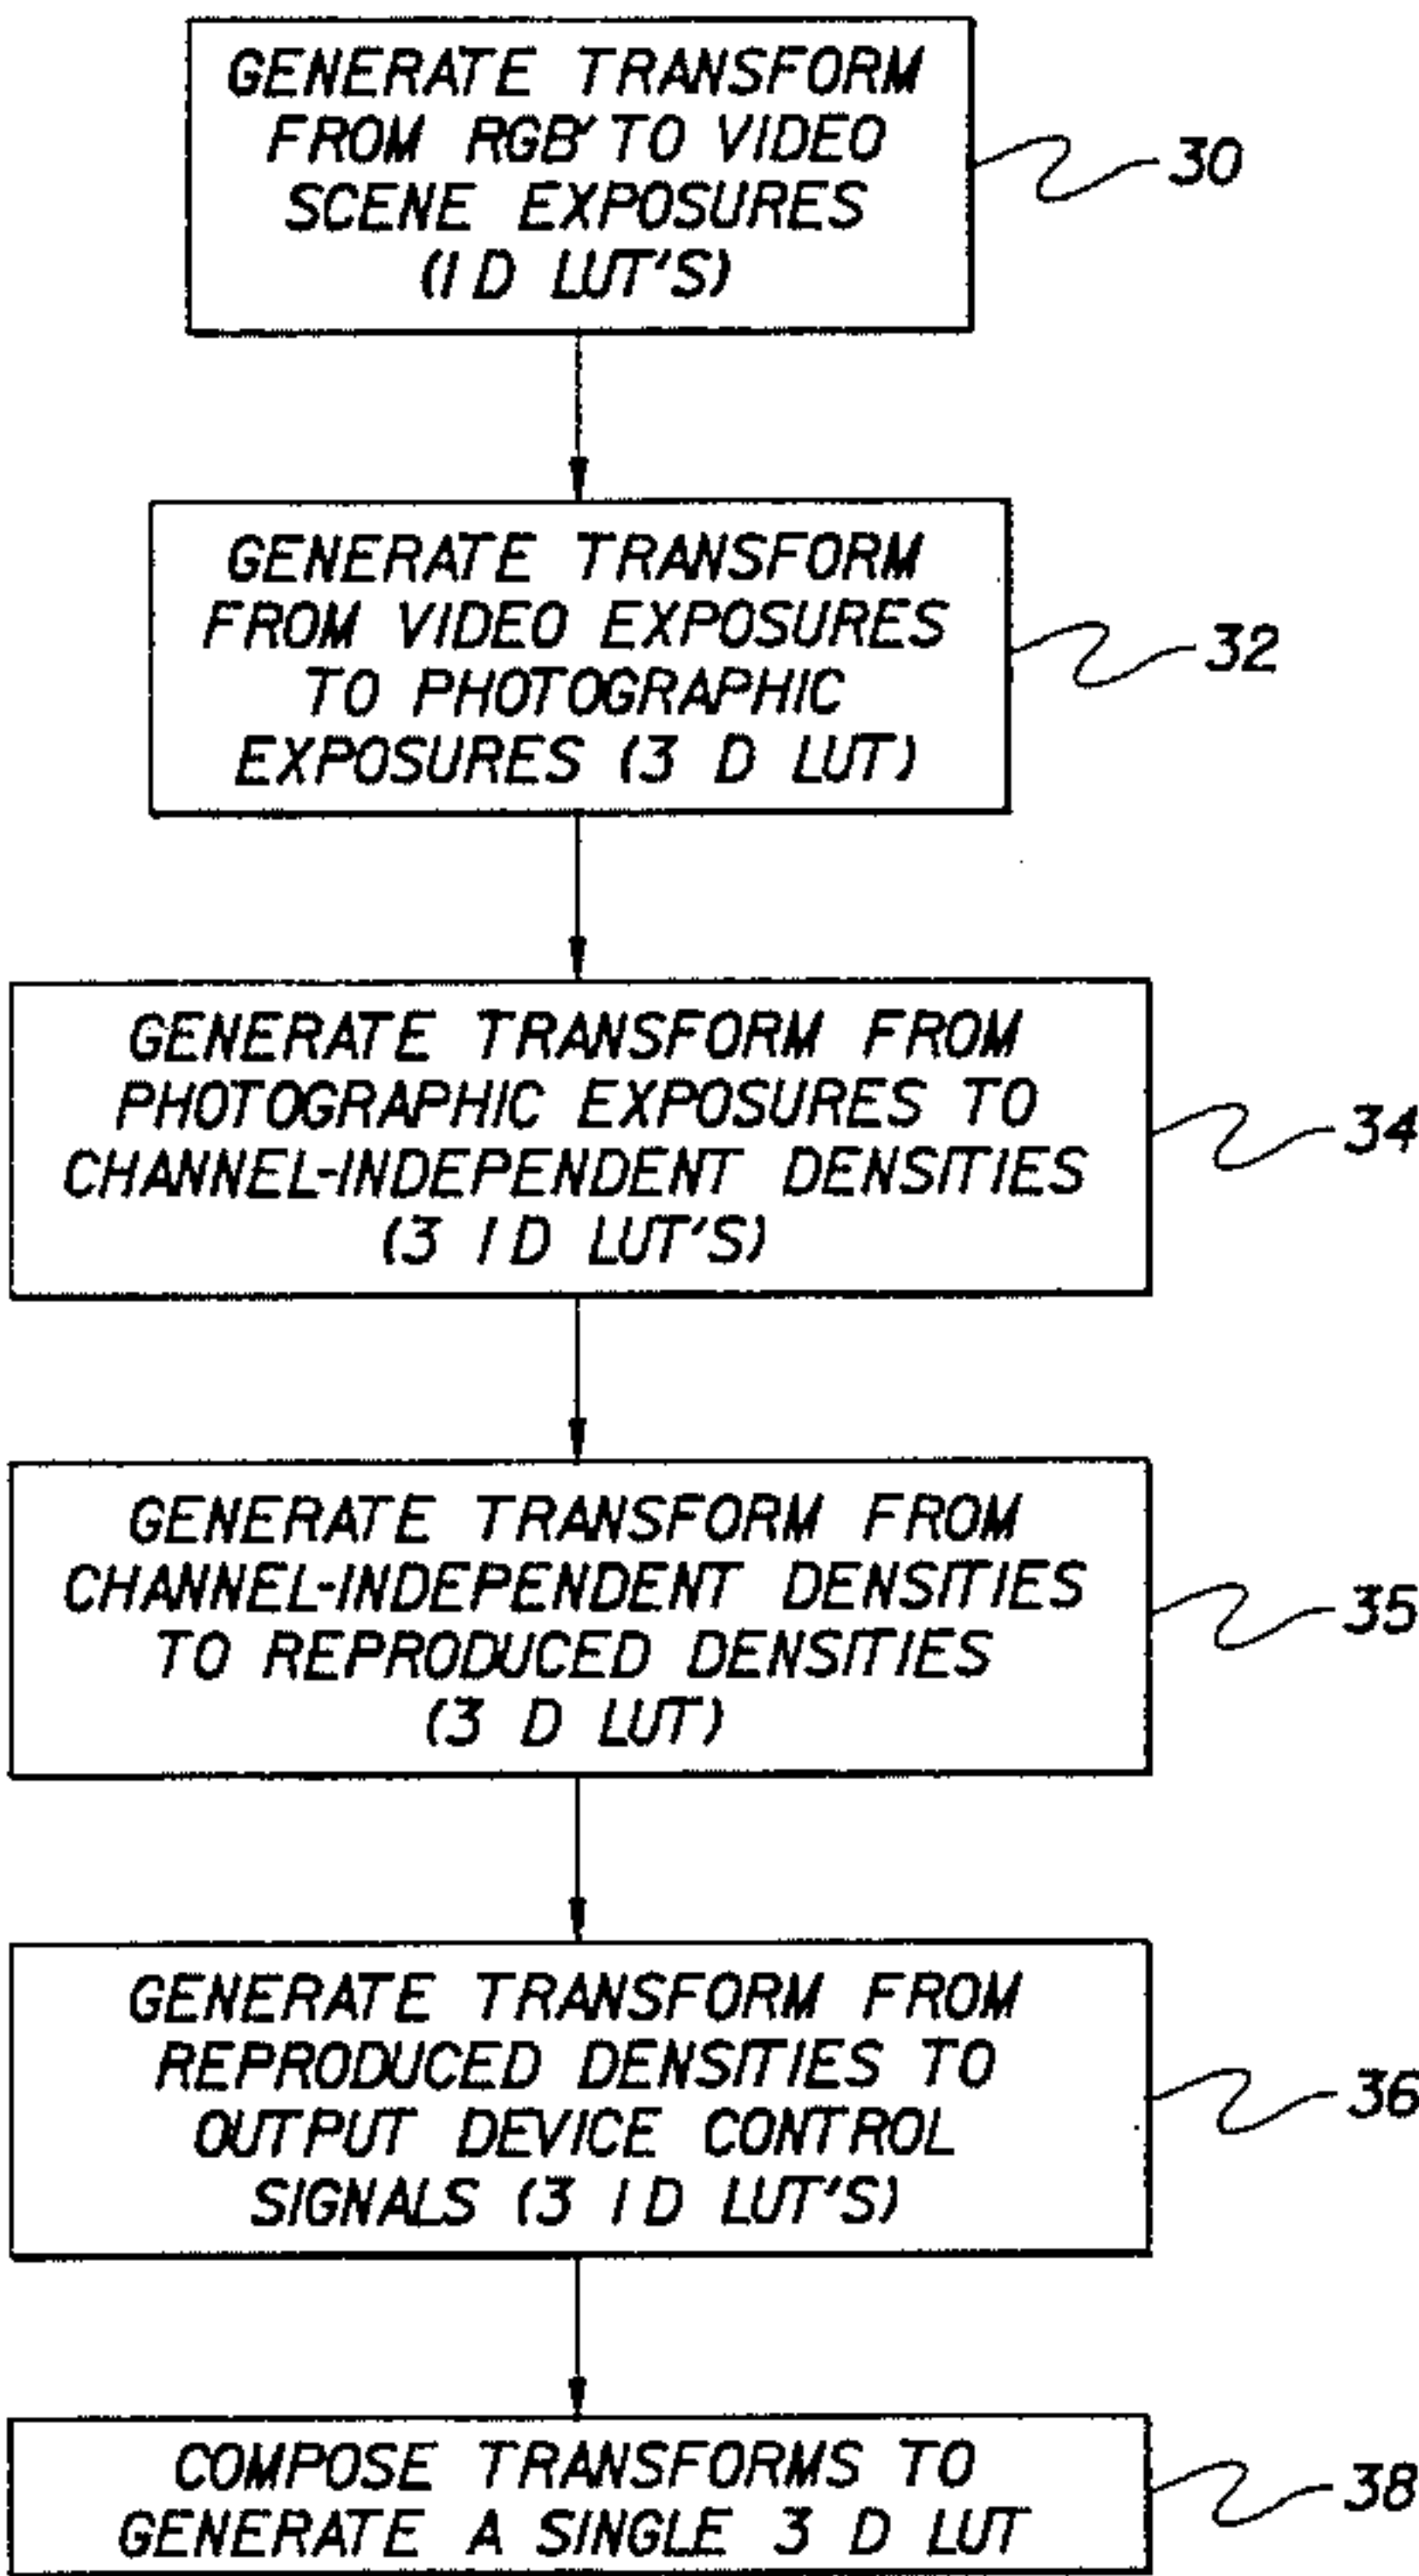 GENERATE TRANSFORM
FROM RGB' TO VIDEO
SCENE EXPOSURES
(1 D LUT'S)
30
GENERATE TRANSFORM
FROM VIDEO EXPOSURES
TO PHOTOGRAPHIC
EXPOSURES (3 D LUT)
32
GENERATE TRANSFORM FROM
PHOTOGRAPHIC EXPOSURES TO
CHANNEL-INDEPENDENT DENSITIES
(3 1 D LUT'S)
34
GENERATE TRANSFORM FROM
CHANNEL-INDEPENDENT DENSITIES
TO REPRODUCED DENSITIES
(3 D LUT)
35
GENERATE TRANSFORM FROM
REPRODUCED DENSITIES TO
OUTPUT DEVICE CONTROL
SIGNALS (3 1 D LUT'S)
36
COMPOSE TRANSFORMS TO
GENERATE A SINGLE 3 D LUT
38